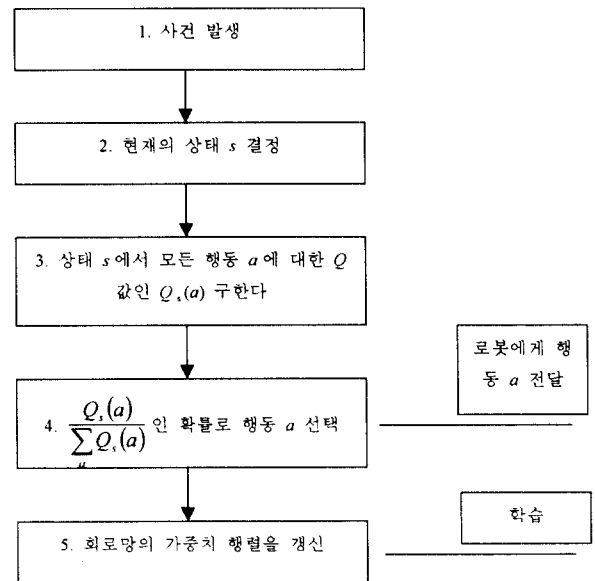 1. 사건 발생
2. 현재의 상태 s 결정
3. 상태 s에서 모든 행동 a에 대한 Q
값인 Qs(a) 구한다
로봇에게 행
동 a 전달
4. Qs(a) / ∑Qs(a) 인 확률로 행동 a 선택
학습
5. 회로망의 가중치 행렬을 갱신